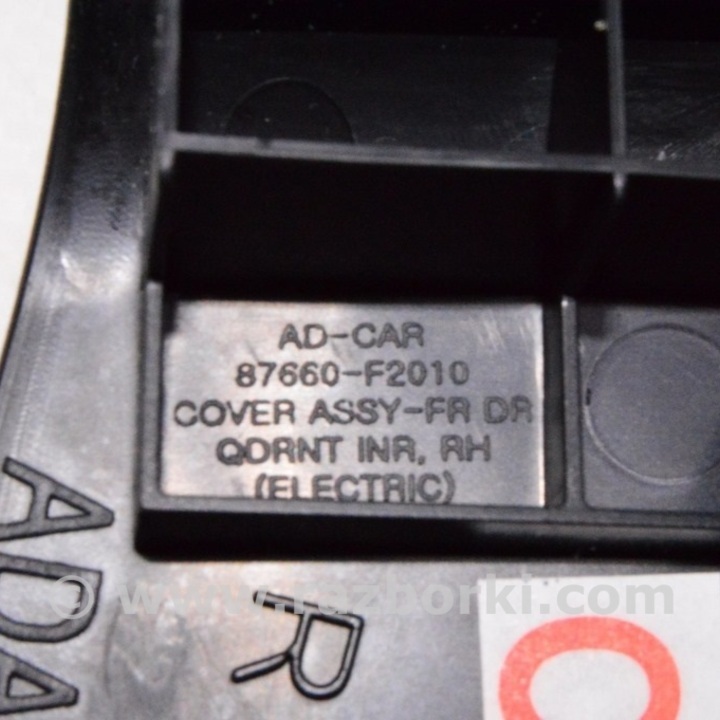 AD-CAR
87660-F2010
COVER ASSY-FR DR
QDRNT INR, RH
(ELECTRIC)
ADA
© www.razborki.com
R
C